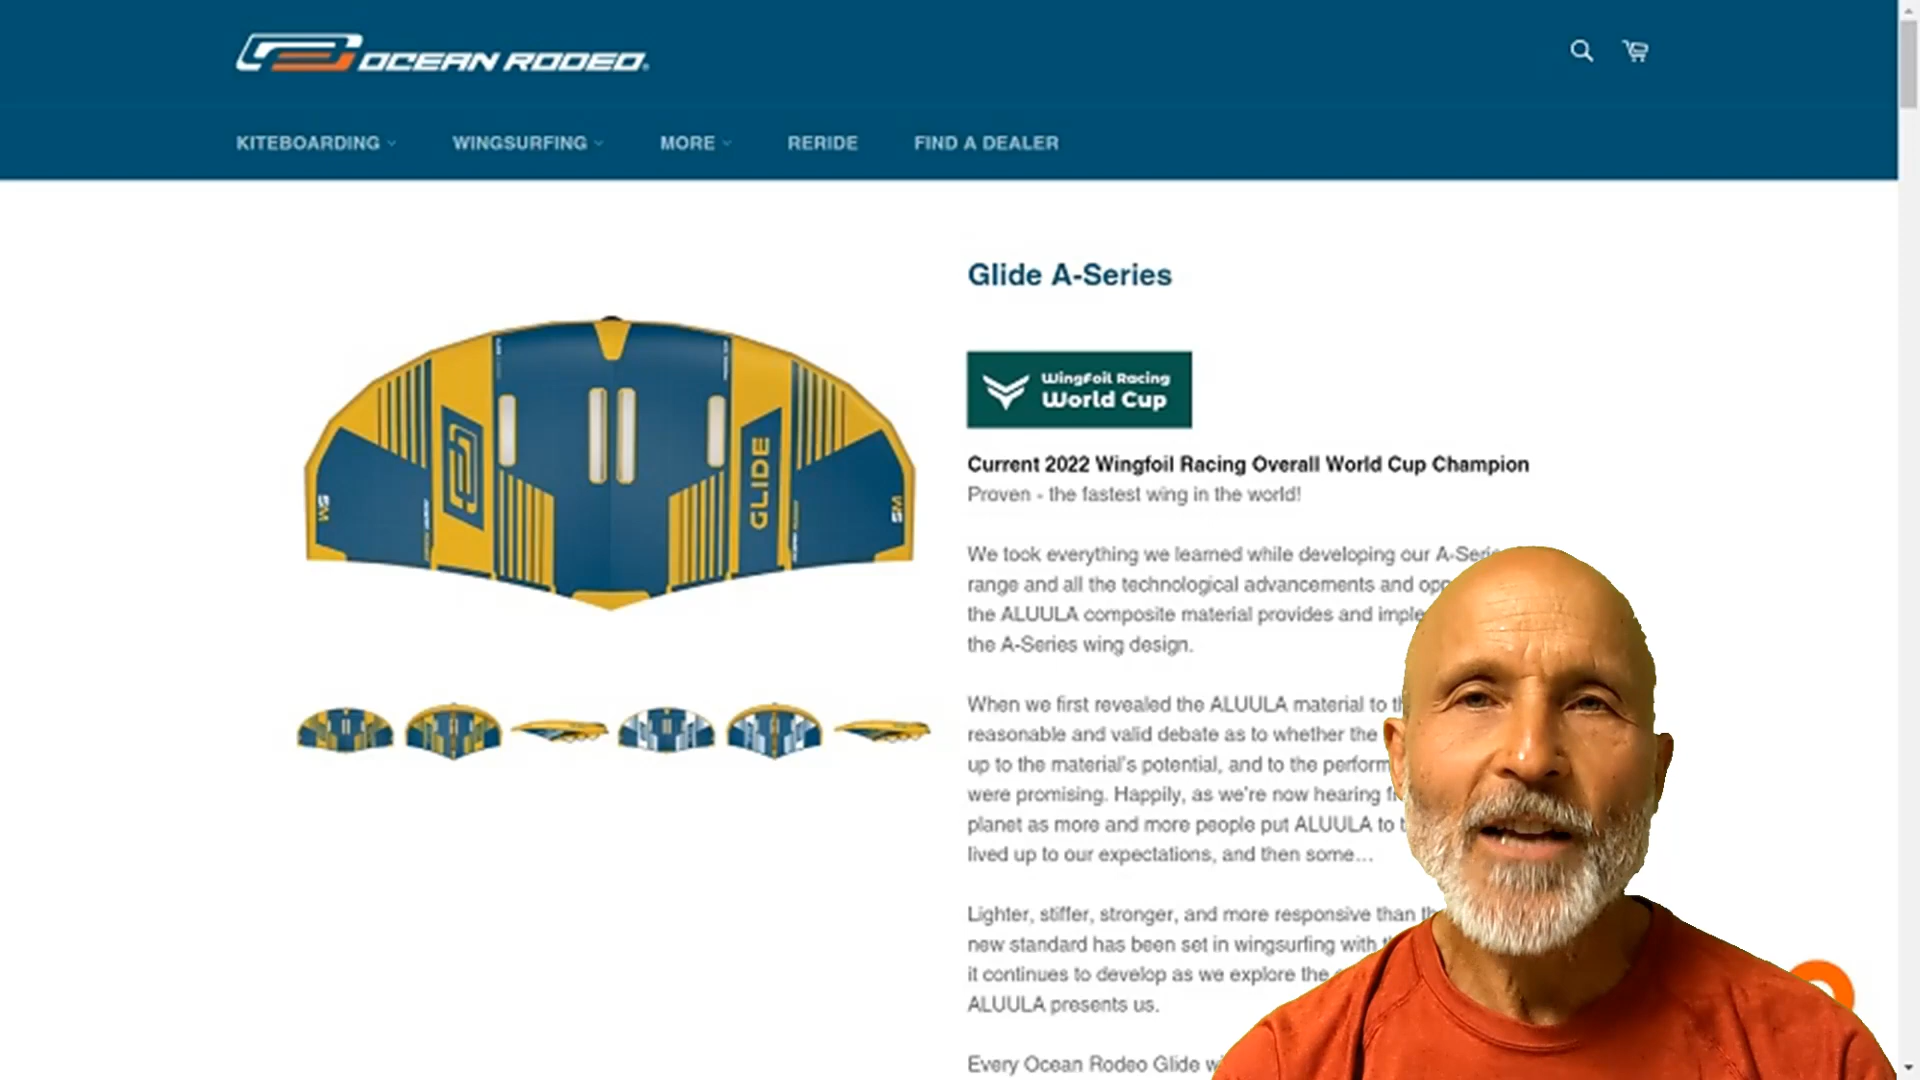 OCEAN RODEO
KITEBOARDING
WINGSURFING
MORE
RERIDE
FIND A DEALER
Glide A-Series
WingFoil Racing
World Cup
Current 2022 Wingfoil Racing Overall World Cup Champion
Proven - the fastest wing in the world!
We took everything we learned while developing our A-Series
range and all the technological advancements and
the ALUULA composite material provides and
the A-Series wing design.
When we first revealed the ALUULA material to
reasonable and valid debate as to whether the
up to the material's potential, and to the
were promising. Happily, as we're now hearing
planet as more and more people put ALUULA to
lived up to our expectations, and then some...
Lighter, stiffer, stronger, and more responsive than
new standard has been set in wingsurfing with
it continues to develop as we explore the
ALUULA presents us.
Every Ocean Rodeo Glide
GLIDE
5M
5M